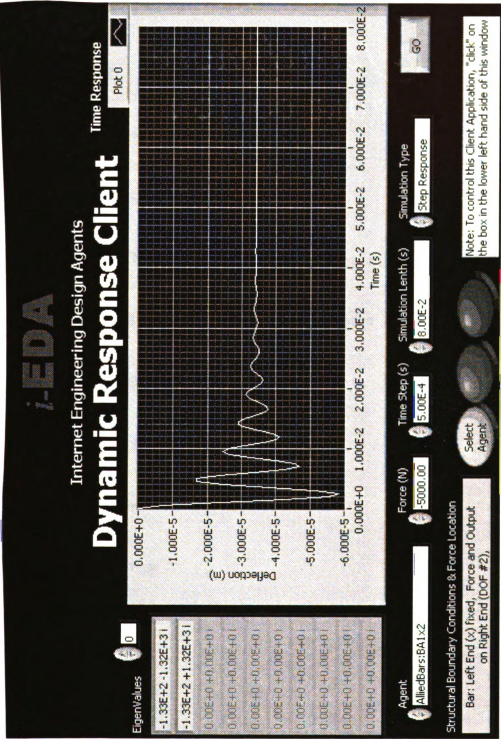 i-EDA
Internet Engineering Design Agents
Dynamic Response Client
Time Response
Plot 0
EigenValues
0
-1.33E+2 -1.32E+3 i
-1.33E+2 +1.32E+3 i
0.00E+0 +0.00E+0 i
0.00E+0 +0.00E+0 i
0.00E+0 +0.00E+0 i
0.00E+0 +0.00E+0 i
0.00E+0 +0.00E+0 i
0.00E+0 +0.00E+0 i
Deflection (m)
0.000E+0
-1.000E-5
-2.000E-5
-3.000E-5
-4.000E-5
-5.000E-5
-6.000E-5
0.000E+0 1.000E-2 2.000E-2 3.000E-2 4.000E-2 5.000E-2 6.000E-2 7.000E-2 8.000E-2
Time (s)
Agent
AlliedBars:BA1x2
Force (N)
-5000.00
Time Step (s)
5.00E-4
Simulation Lenth (s)
8.00E-2
Simulation Type
Step Response
GO
Structural Boundary Conditions & Force Location
Bar: Left End (x) fixed, Force and Output
on Right End (DOF #2),
Select
Agent
Note: To control this Client Application, "click" on
the box in the lower left hand side of this window